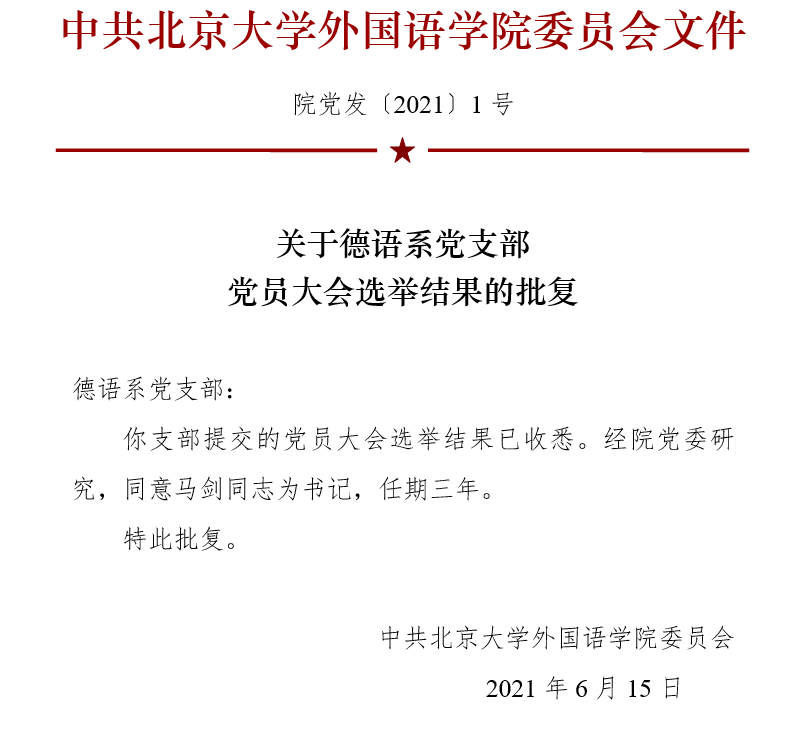 中共北京大学外国语学院委员会文件
院党发〔2021〕1 号
关于德语系党支部
党员大会选举结果的批复
德语系党支部：
你支部提交的党员大会选举结果已收悉。经院党委研
究，同意马剑同志为书记，任期三年。
特此批复。
中共北京大学外国语学院委员会
2021 年 6 月 15 日